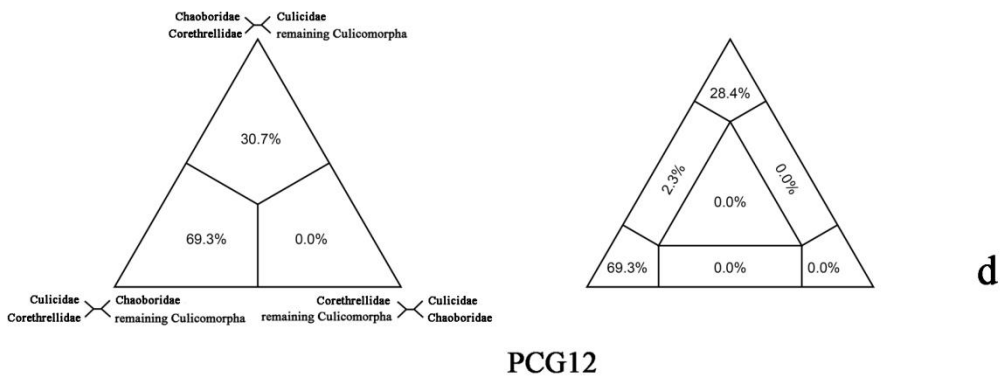 Chaoboridae Culicidae
Corethrellidae remaining Culicomorpha
30.7%
69.3% 0.0%
Culicidae Chaoboridae
Corethrellidae remaining Culicomorpha
Corethrellidae Culicidae
remaining Culicomorpha Chaoboridae
28.4%
2.3% 0.0%
0.0%
69.3% 0.0% 0.0%
d
PCG12